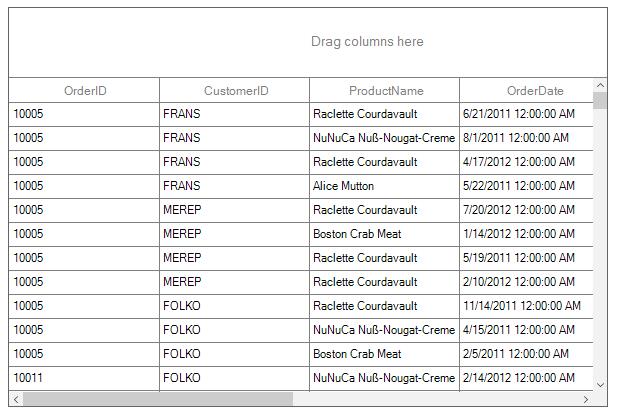 Drag columns here
OrderID CustomerID ProductName OrderDate
10005 FRANS Raclette Courdavault 6/21/2011 12:00:00 AM
10005 FRANS NuNuCa Nuß-Nougat-Creme 8/1/2011 12:00:00 AM
10005 FRANS Raclette Courdavault 4/17/2012 12:00:00 AM
10005 FRANS Alice Mutton 5/22/2011 12:00:00 AM
10005 MEREP Raclette Courdavault 7/20/2012 12:00:00 AM
10005 MEREP Boston Crab Meat 1/14/2012 12:00:00 AM
10005 MEREP Raclette Courdavault 5/19/2011 12:00:00 AM
10005 MEREP Raclette Courdavault 2/10/2012 12:00:00 AM
10005 FOLKO Raclette Courdavault 11/14/2011 12:00:00 AM
10005 FOLKO NuNuCa Nuß-Nougat-Creme 4/15/2011 12:00:00 AM
10005 FOLKO Boston Crab Meat 2/5/2011 12:00:00 AM
10011 FOLKO NuNuCa Nuß-Nougat-Creme 2/14/2012 12:00:00 AM